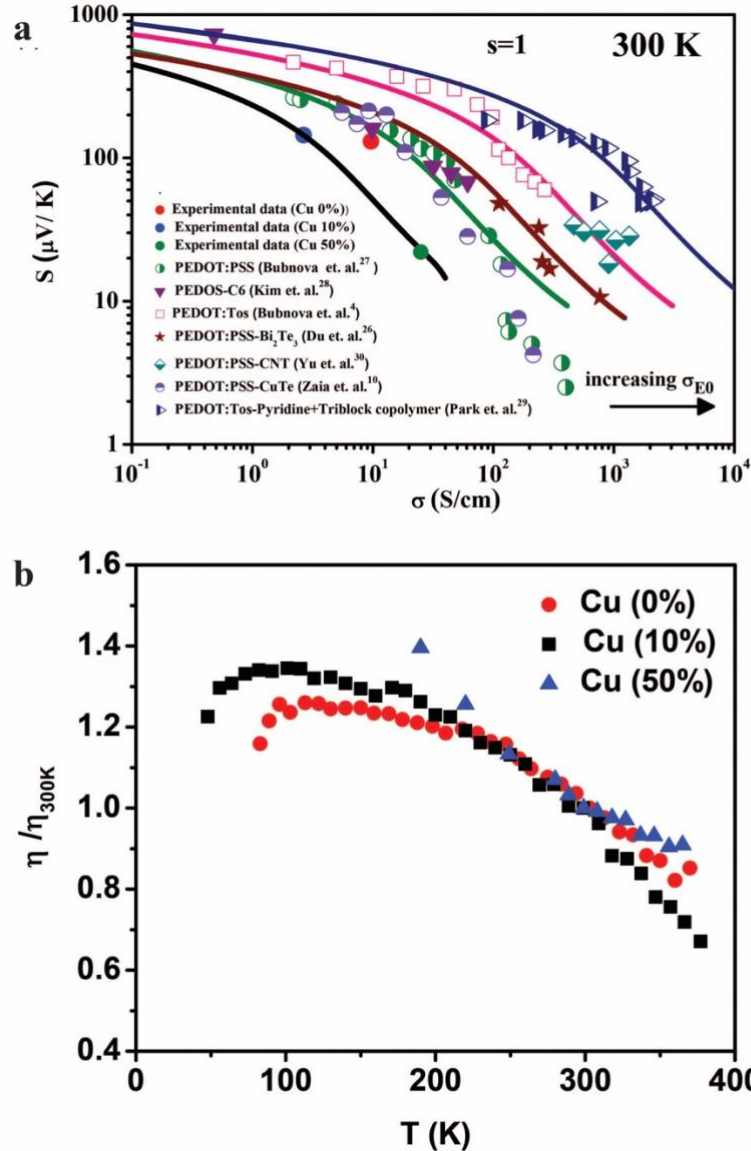 a
s=1 300 K
S (μV/ K)
1000
100
10
1
Experimental data (Cu 0%)
Experimental data (Cu 10%)
Experimental data (Cu 50%)
PEDOT:PSS (Bubnova et. al.27)
PEDOS-C6 (Kim et. al.28)
PEDOT:Tos (Bubnova et. al.4)
PEDOT:PSS-Bi2Te3 (Du et. al.26)
PEDOT:PSS-CNT (Yu et. al.30)
PEDOT:PSS-CuTe (Zaia et. al.10)
PEDOT:Tos-Pyridine+Triblock copolymer (Park et. al.29)
increasing σE0
10-1 100 101 102 103 104
σ (S/cm)
b
η /η300K
1.6
1.4
1.2
1.0
0.8
0.6
0.4
Cu (0%)
Cu (10%)
Cu (50%)
0 100 200 300 400
T (K)